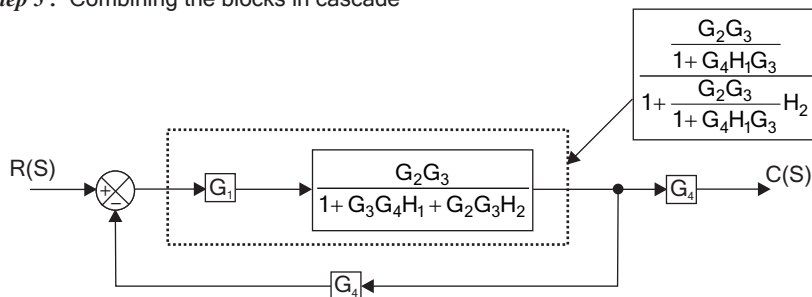 ep 5 : Combining the blocks in cascade
G₂G₃
1+ G₄H₁G₃
1+ G₂G₃ H₂
1+ G₄H₁G₃
R(S)
+
−
G₁
G₂G₃
1+ G₃G₄H₁ + G₂G₃H₂
G₄
C(S)
G₄